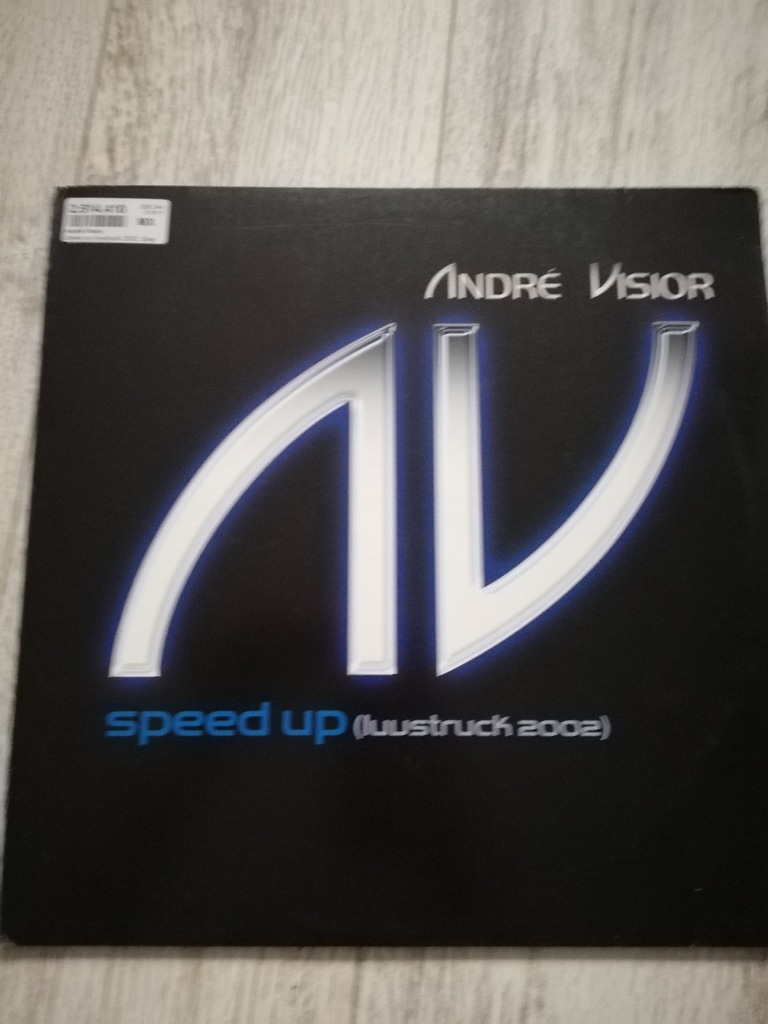 André Visior
AV
speed up (luvstruck 2002)